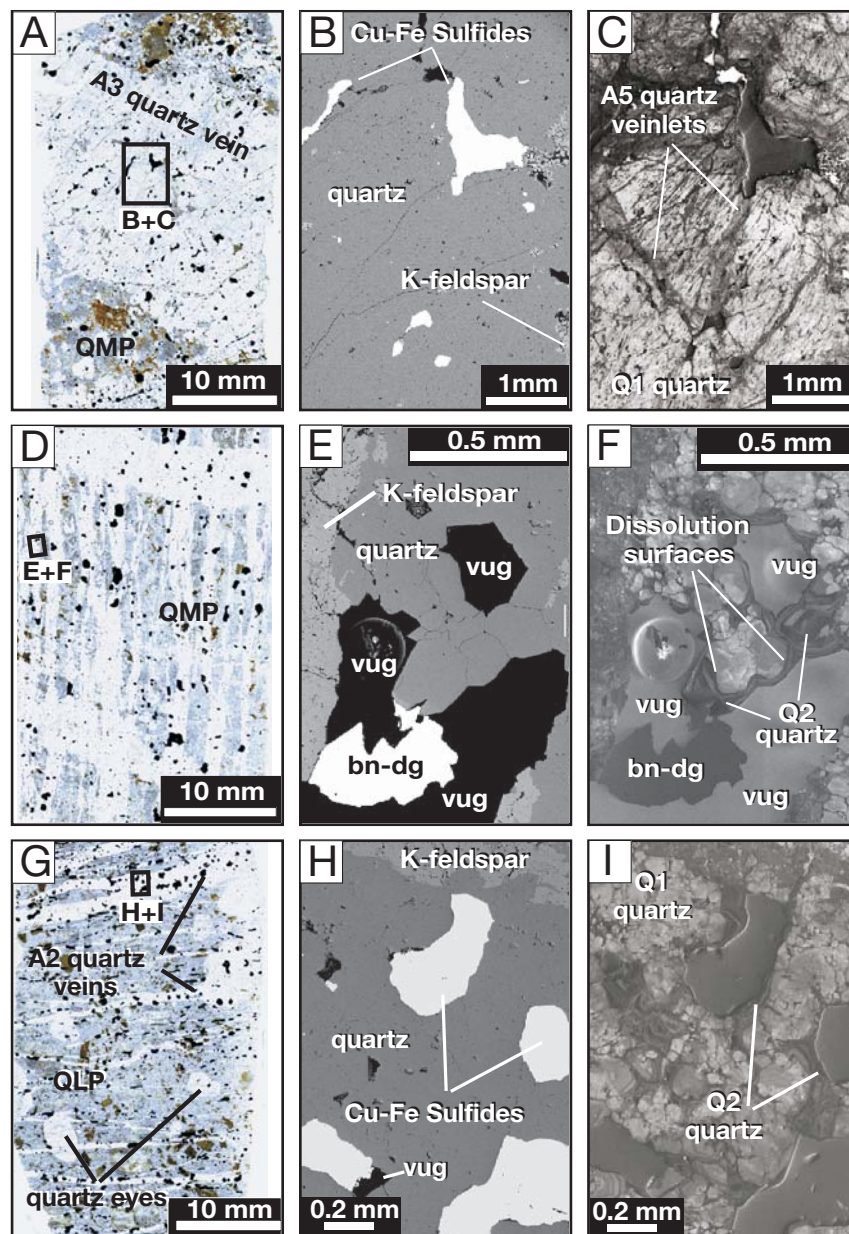 A
A3 quartz vein
B+C
QMP
10 mm
B
Cu-Fe Sulfides
quartz
K-feldspar
1mm
C
A5 quartz
veinlets
Q1 quartz
1mm
D
E+F
QMP
10 mm
E
0.5 mm
K-feldspar
quartz
vug
vug
bn-dg
vug
F
0.5 mm
Dissolution
surfaces
vug
vug
Q2
quartz
bn-dg
vug
G
H+I
A2 quartz
veins
QLP
quartz eyes
10 mm
H
K-feldspar
quartz
Cu-Fe Sulfides
vug
0.2 mm
I
Q1
quartz
Q2
quartz
0.2 mm